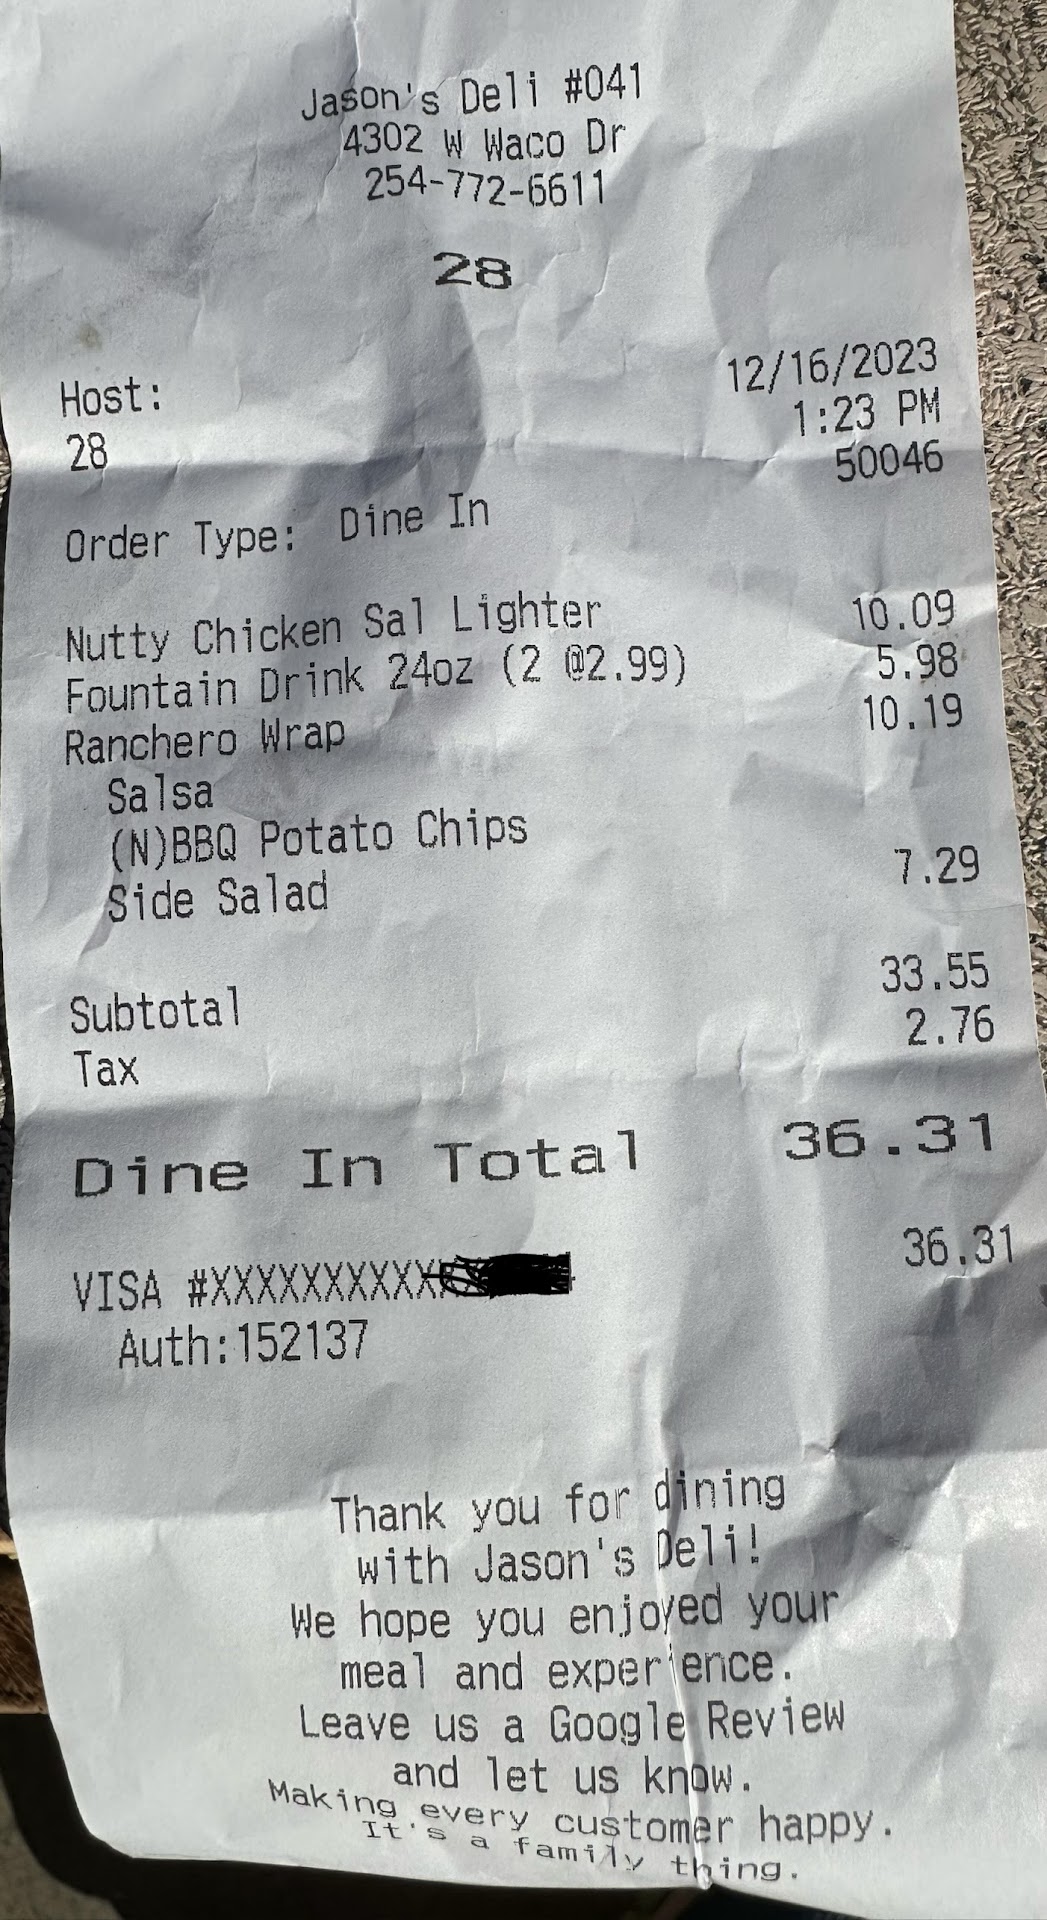 Jason's Deli #041
4302 W Waco Dr
254-772-6611
28
Host: 12/16/2023
28 1:23 PM
50046
Order Type: Dine In
Nutty Chicken Sal Lighter 10.09
Fountain Drink 24oz (2 @2.99) 5.98
Ranchero Wrap 10.19
Salsa
(N)BBQ Potato Chips
Side Salad 7.29
Subtotal 33.55
Tax 2.76
Dine In Total 36.31
VISA #XXXXXXXXXX 36.31
Auth:152137
Thank you for dining
with Jason's Deli!
We hope you enjoyed your
meal and experience.
Leave us a Google Review
and let us know.
Making every customer happy.
It's a family thing.